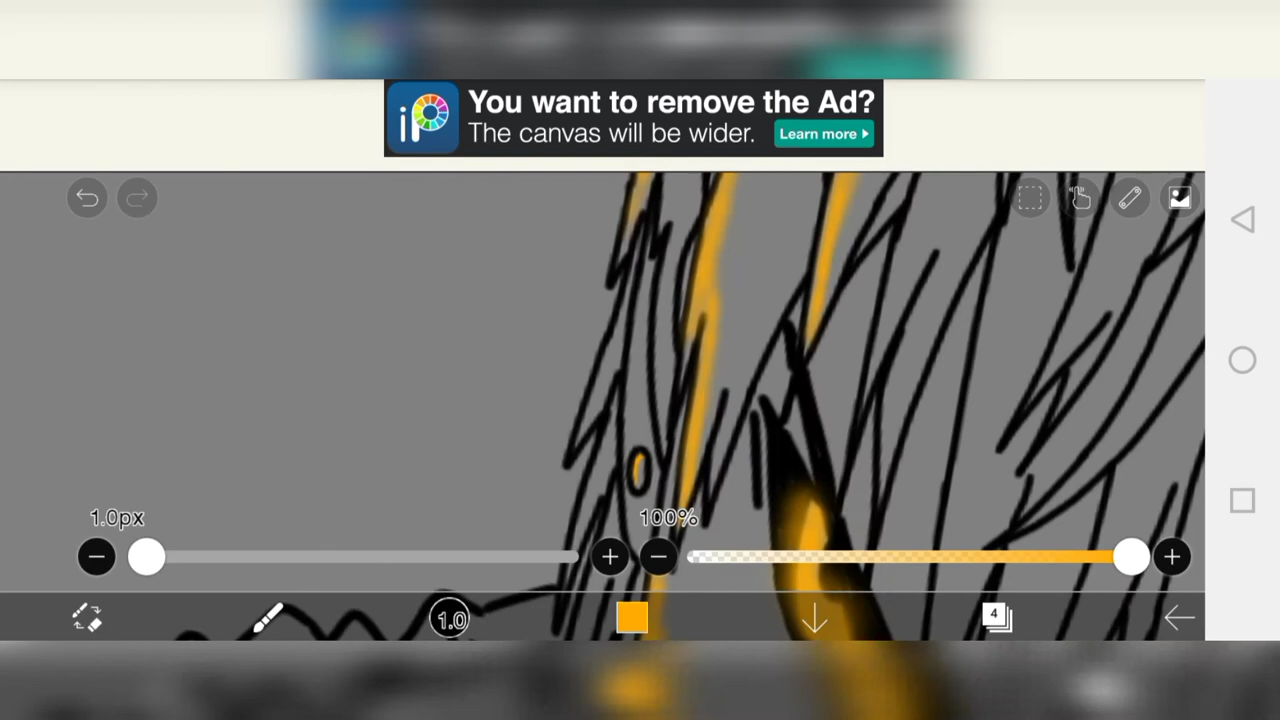 iP
You want to remove the Ad?
The canvas will be wider.
Learn more
1.0px
100%
1.0
4